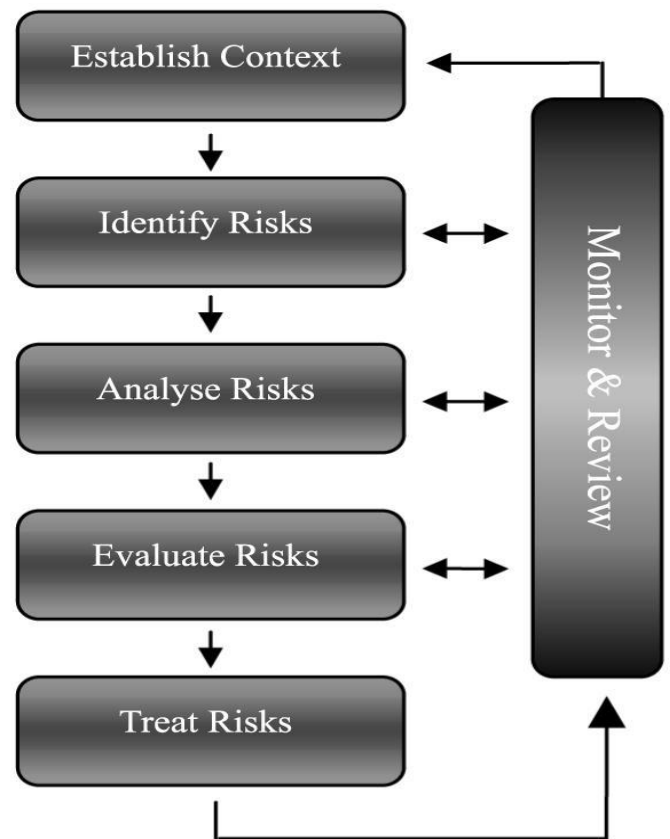 Establish Context
Identify Risks
Analyse Risks
Evaluate Risks
Treat Risks
Monitor & Review